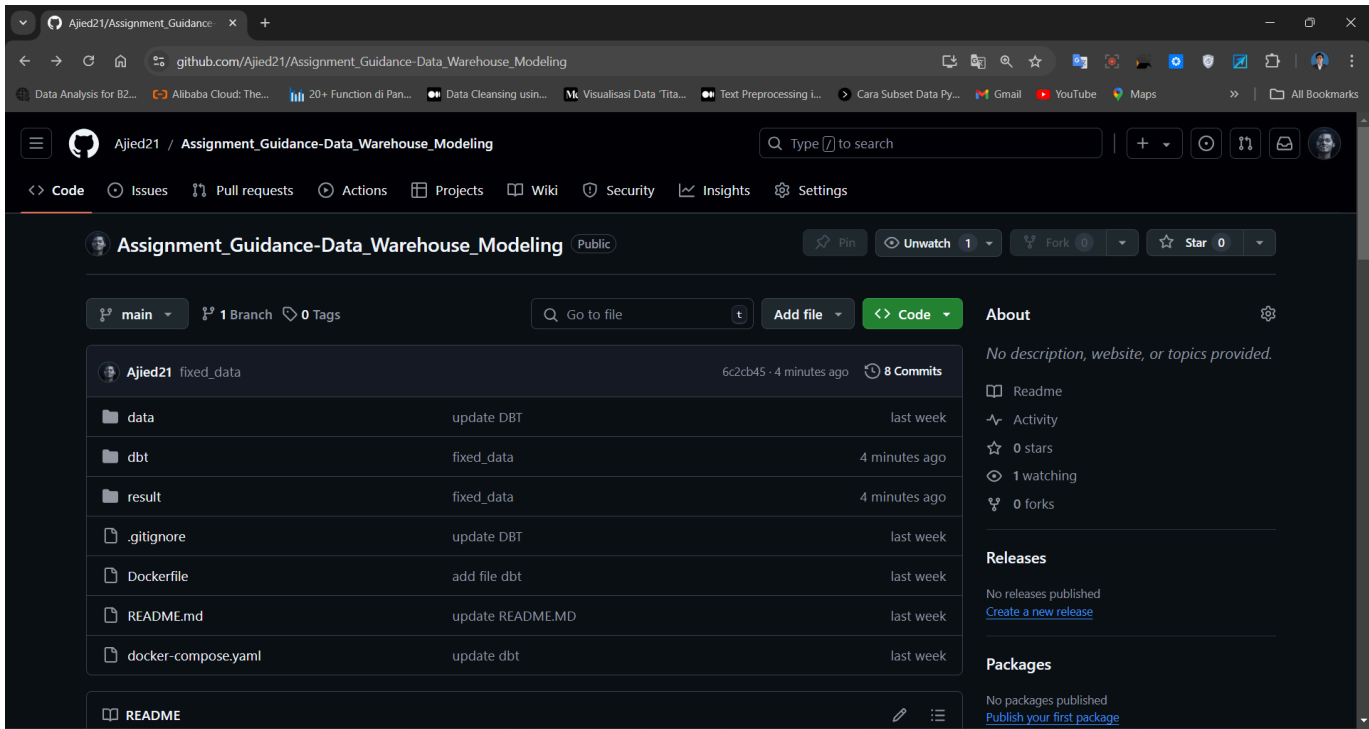 Ajied21/Assignment_Guidance-
github.com/Ajied21/Assignment_Guidance-Data_Warehouse_Modeling
Data Analysis for B2... Alibaba Cloud: The... 20+ Function di Pan... Data Cleansing usin... Visualisasi Data 'Tita... Text Preprocessing i... Cara Subset Data Py... Gmail YouTube Maps » All Bookmarks
Ajied21 / Assignment_Guidance-Data_Warehouse_Modeling Type / to search
Code Issues Pull requests Actions Projects Wiki Security Insights Settings
Assignment_Guidance-Data_Warehouse_Modeling Public Pin Unwatch 1 Fork 0 Star 0
main 1 Branch 0 Tags Go to file t Add file Code
Ajied21 fixed_data 6c2cb45 · 4 minutes ago 8 Commits
data update DBT last week
dbt fixed_data 4 minutes ago
result fixed_data 4 minutes ago
.gitignore update DBT last week
Dockerfile add file dbt last week
README.md update README.MD last week
docker-compose.yaml update dbt last week
README
About
No description, website, or topics provided.
Readme
Activity
0 stars
1 watching
0 forks
Releases
No releases published
Create a new release
Packages
No packages published
Publish your first package